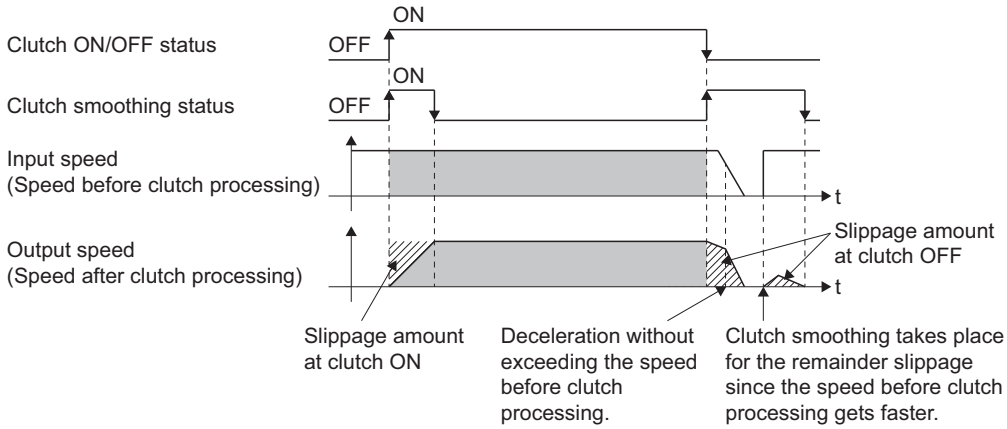 ON
Clutch ON/OFF status
OFF
ON
Clutch smoothing status
OFF
Input speed
(Speed before clutch processing)
t
Output speed
(Speed after clutch processing)
Slippage amount
at clutch OFF
t
Slippage amount
at clutch ON
Deceleration without
exceeding the speed
before clutch
processing.
Clutch smoothing takes place
for the remainder slippage
since the speed before clutch
processing gets faster.